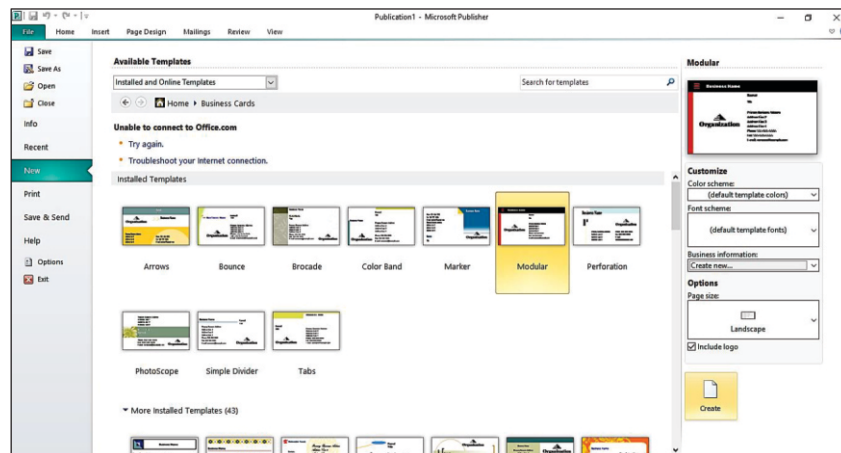 Publication1 - Microsoft Publisher
File Home Insert Page Design Mailings Review View
Save
Save As
Open
Close
Info
Recent
New
Print
Save & Send
Help
Options
Exit
Available Templates
Installed and Online Templates
Search for templates
Home Business Cards
Unable to connect to Office.com
Try again.
Troubleshoot your Internet connection.
Installed Templates
Arrows Bounce Brocade Color Band Marker Modular Perforation
PhotoScope Simple Divider Tabs
More Installed Templates (43)
Modular
Business Name
Organization
Customize
Color scheme:
(default template colors)
Font scheme:
(default template fonts)
Business information:
Create new...
Options
Page size:
Landscape
Include logo
Create